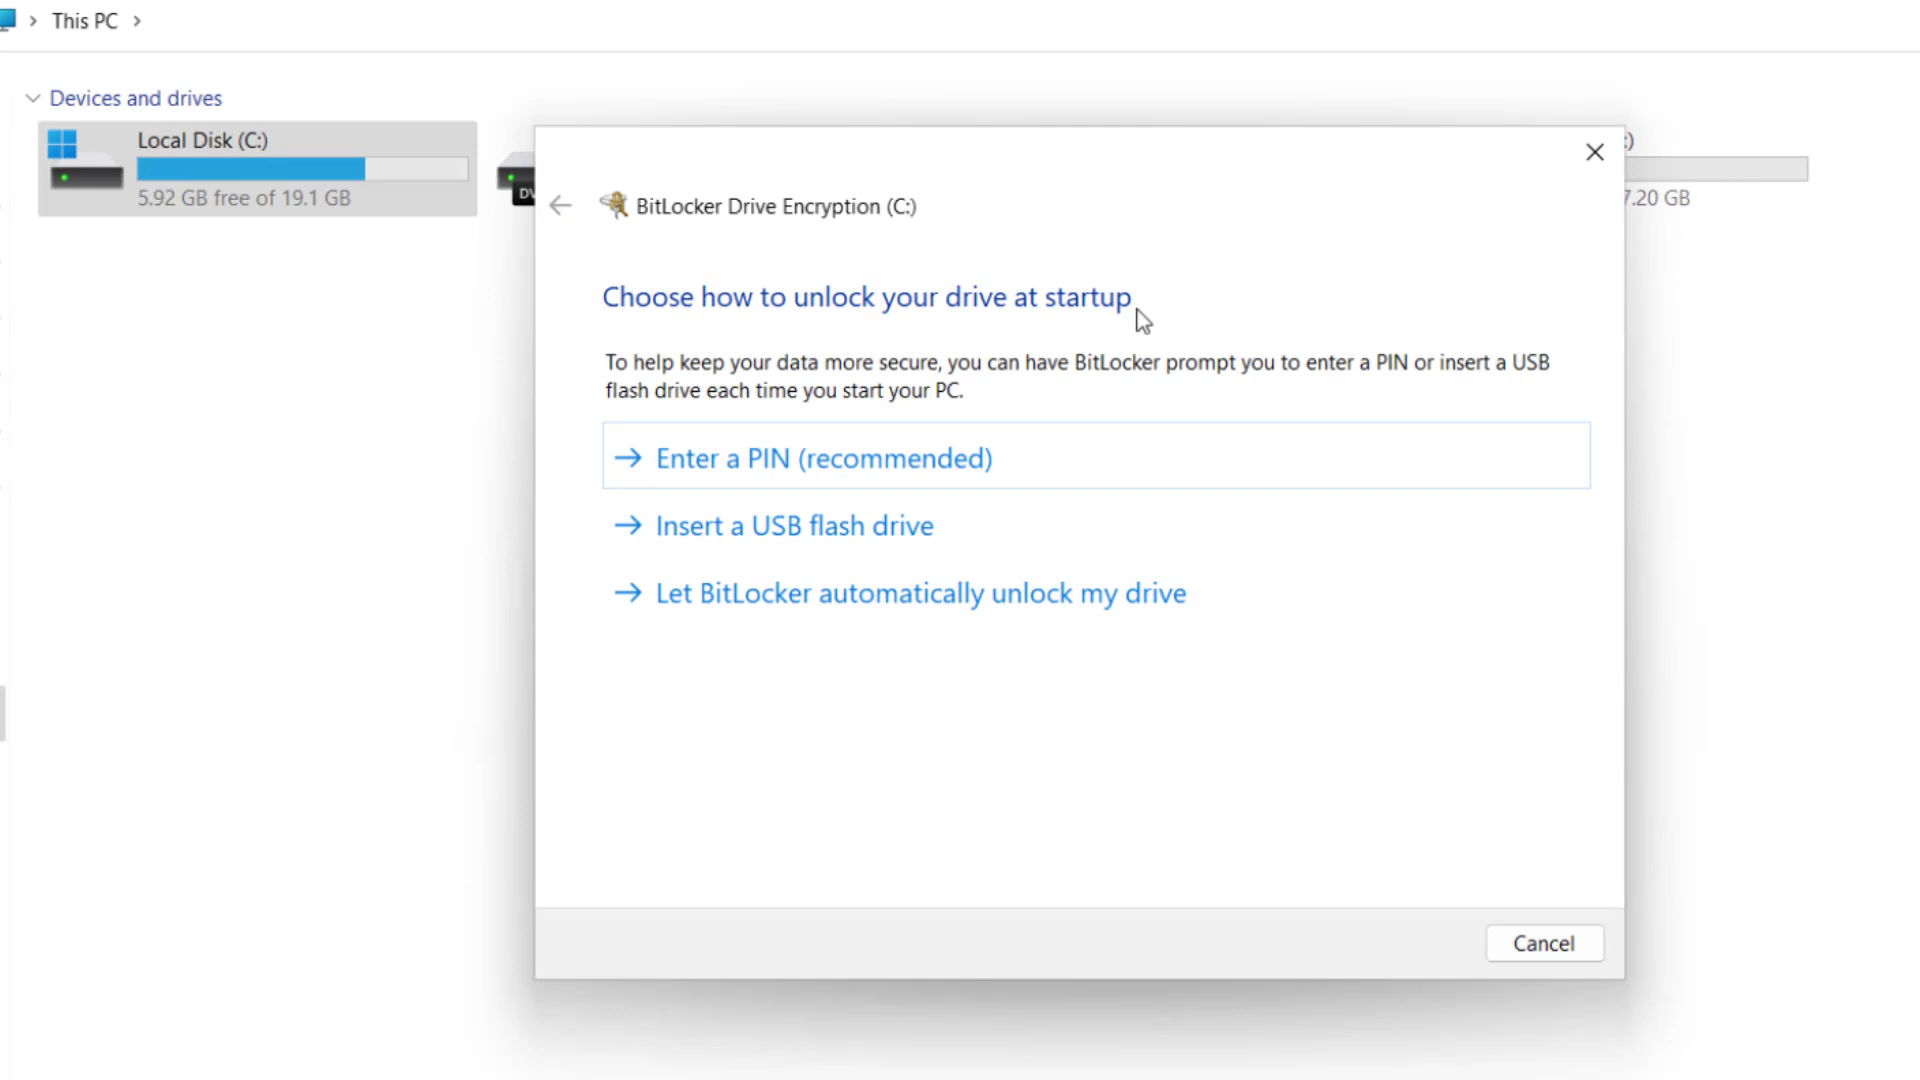 This PC
Devices and drives
Local Disk (C:)
5.92 GB free of 19.1 GB
:)
7.20 GB
BitLocker Drive Encryption (C:)
Choose how to unlock your drive at startup
To help keep your data more secure, you can have BitLocker prompt you to enter a PIN or insert a USB
flash drive each time you start your PC.
Enter a PIN (recommended)
Insert a USB flash drive
Let BitLocker automatically unlock my drive
Cancel